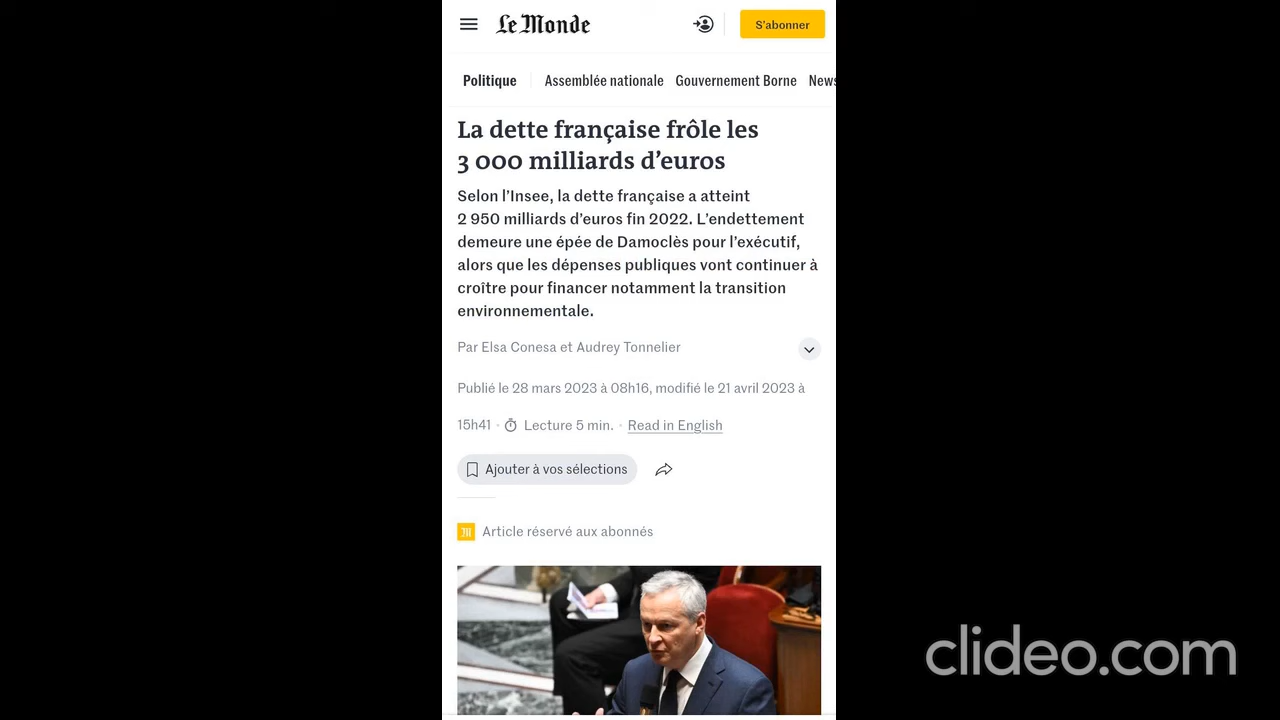 Le Monde
S'abonner
Politique
Assemblée nationale
Gouvernement Borne
News
La dette française frôle les
3 000 milliards d’euros
Selon l’Insee, la dette française a atteint
2 950 milliards d’euros fin 2022. L’endettement
demeure une épée de Damoclès pour l’exécutif,
alors que les dépenses publiques vont continuer à
croître pour financer notamment la transition
environnementale.
Par Elsa Conesa et Audrey Tonnelier
Publié le 28 mars 2023 à 08h16, modifié le 21 avril 2023 à
15h41 · Lecture 5 min. · Read in English
Ajouter à vos sélections
Article réservé aux abonnés
clideo.com